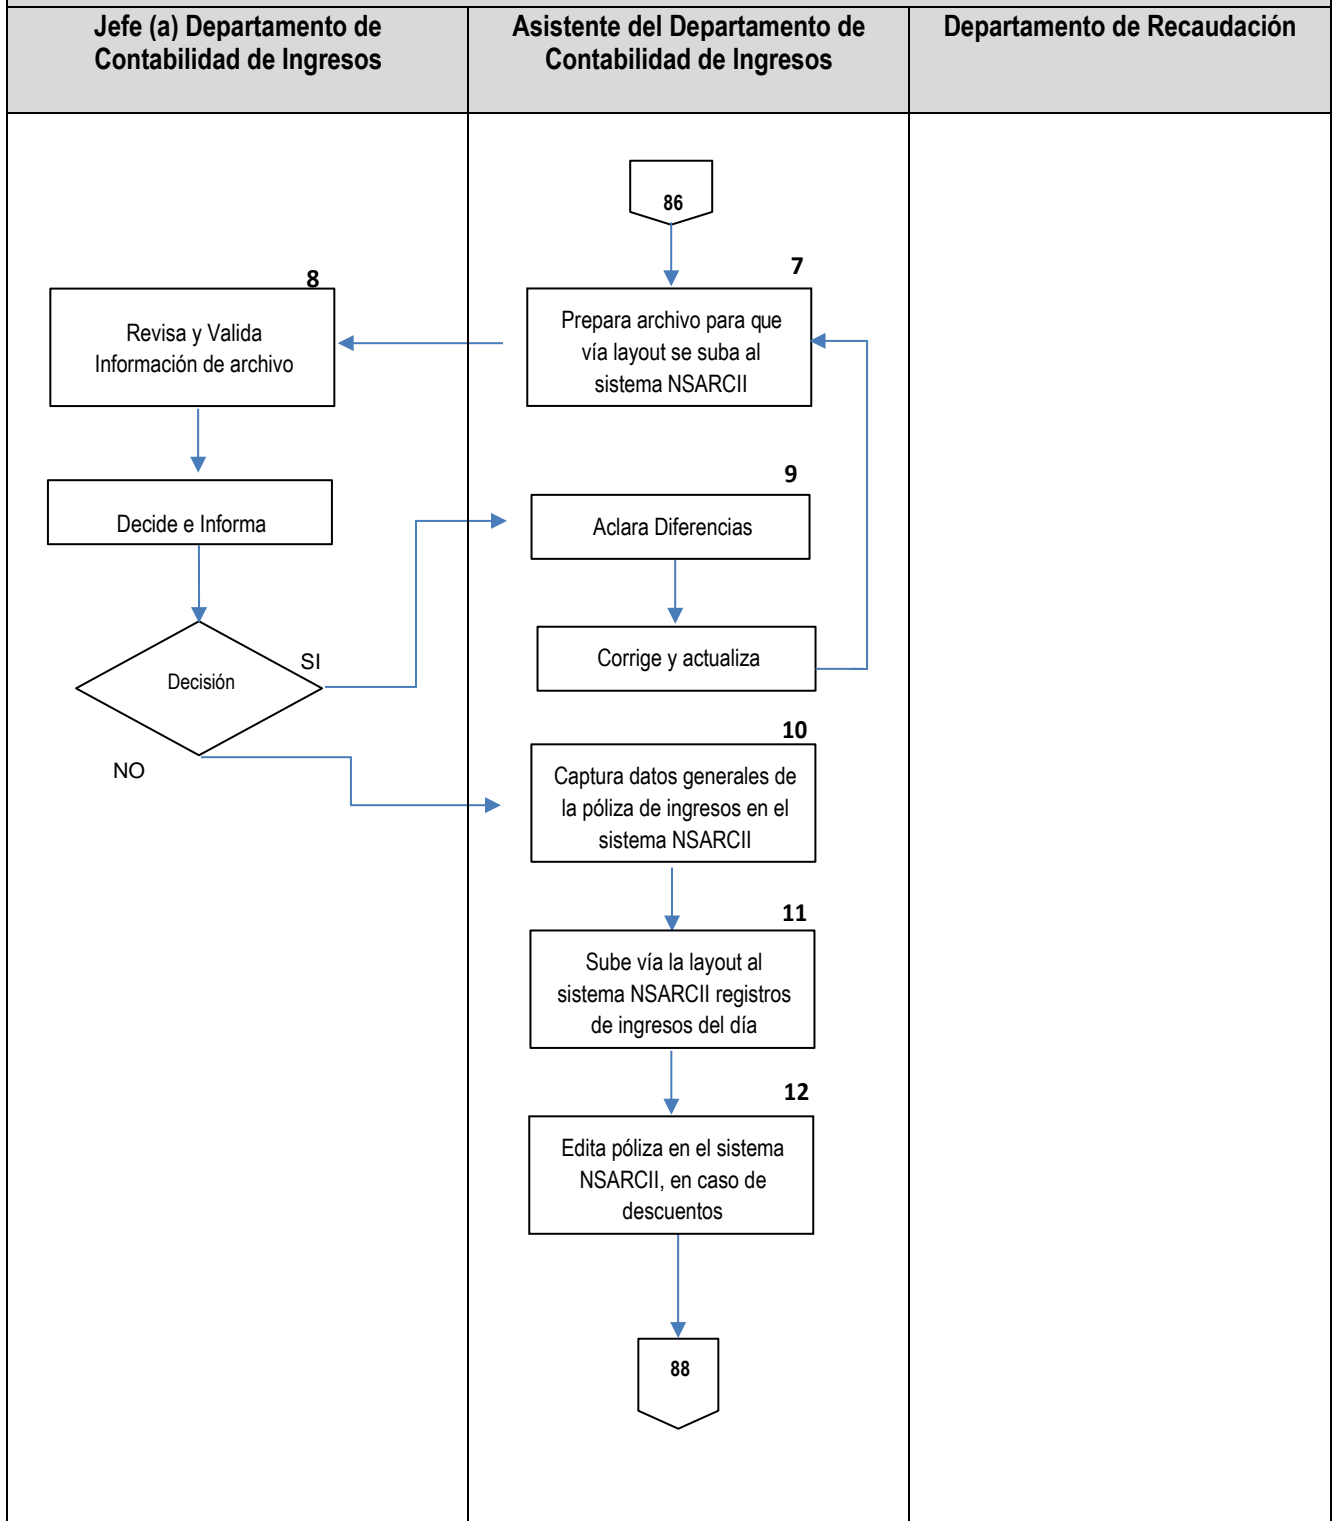 Jefe (a) Departamento de
Contabilidad de Ingresos
Asistente del Departamento de
Contabilidad de Ingresos
Departamento de Recaudación
86
7
Prepara archivo para que
vía layout se suba al
sistema NSARCII
8
Revisa y Valida
Información de archivo
Decide e Informa
Decisión
SI
NO
9
Aclara Diferencias
Corrige y actualiza
10
Captura datos generales de
la póliza de ingresos en el
sistema NSARCII
11
Sube vía la layout al
sistema NSARCII registros
de ingresos del día
12
Edita póliza en el sistema
NSARCII, en caso de
descuentos
88